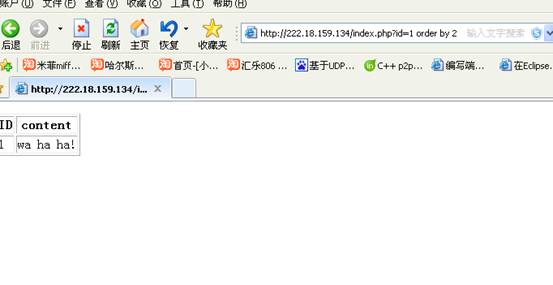 账户(U) 文件(F) 查看(V) 收藏(O) 工具(T) 帮助(H)
后退 前进 停止 刷新 主页 恢复 收藏夹 http://222.18.159.134/index.php?id=1 order by 2 输入文字搜索
米菲miff... 哈尔斯... 首页-[小... 汇乐806 ... 基于UDP... C++ p2p... 编写端... 在Eclipse
http://222.18.159.134/i...
ID content
1 wa ha ha!